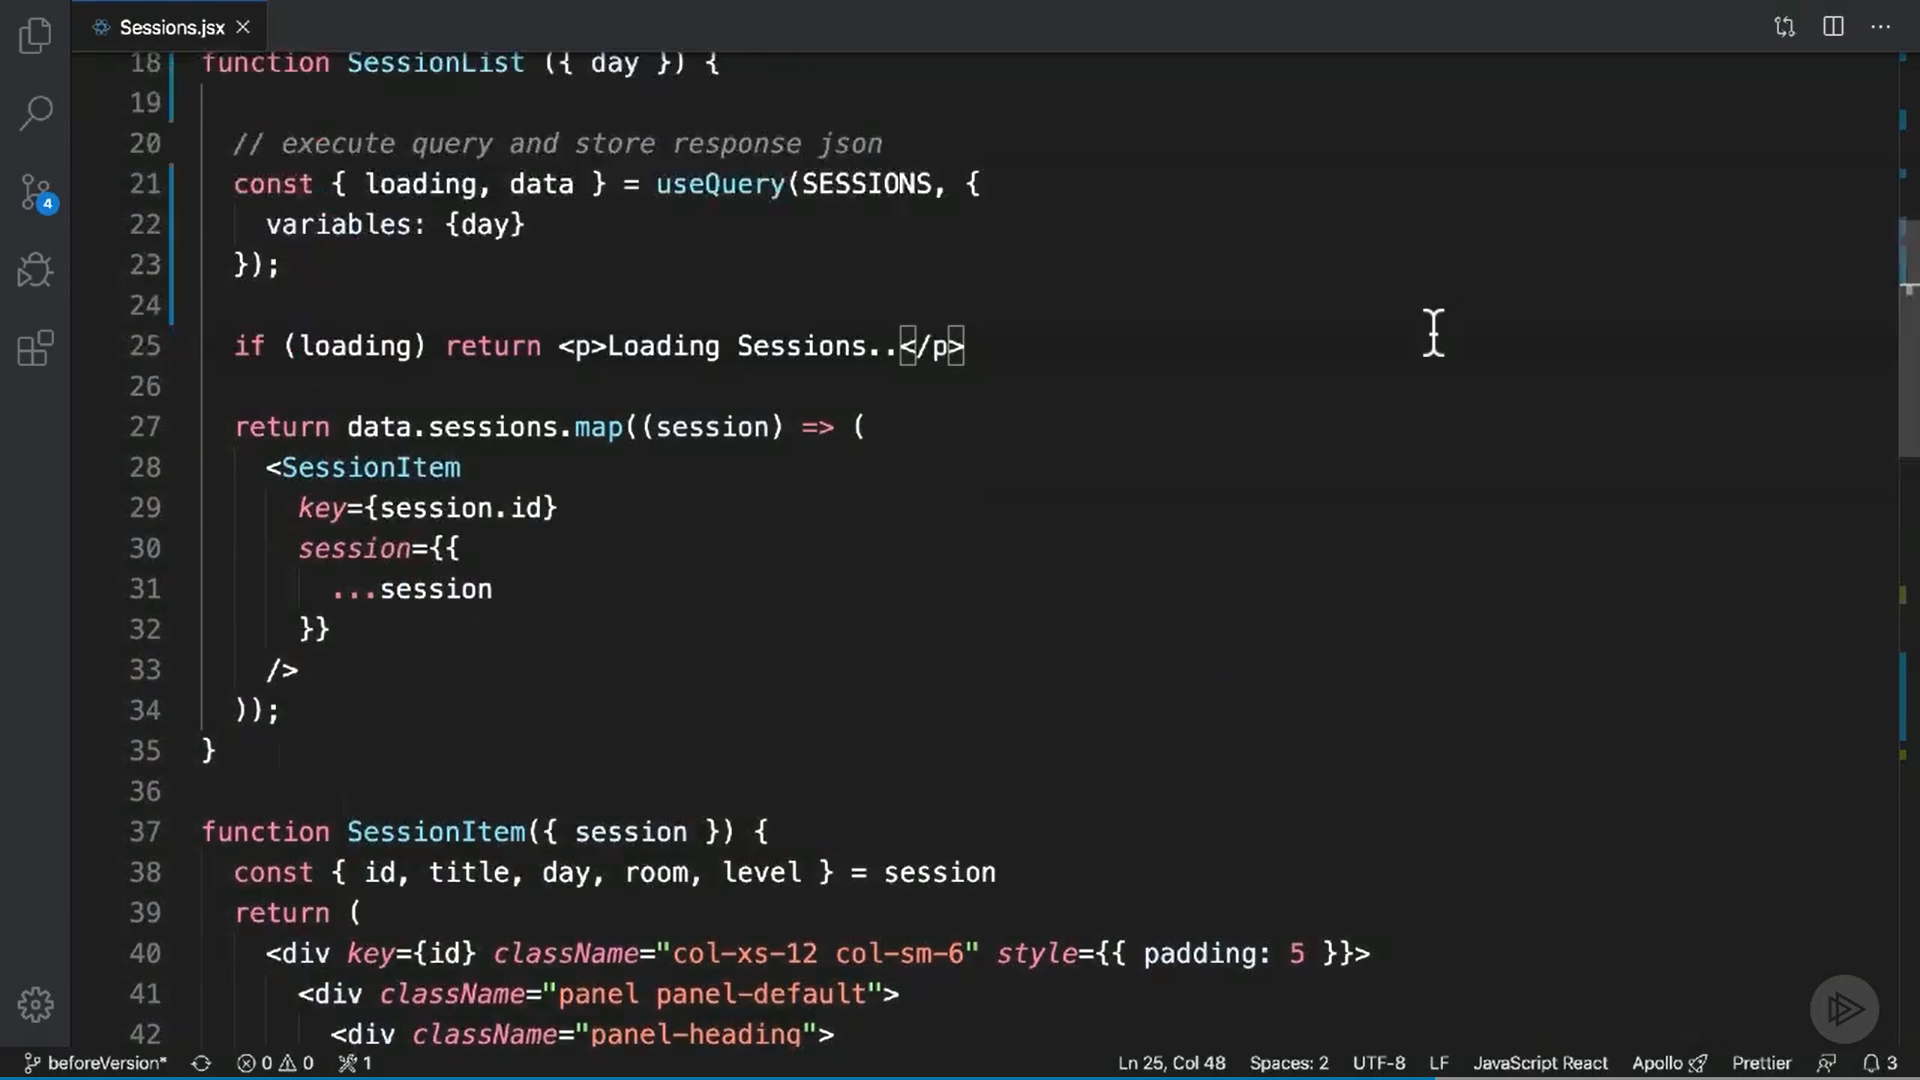 Sessions.jsx
18 function SessionList ({ day }) {
19
20 // execute query and store response json
21 const { loading, data } = useQuery(SESSIONS, {
22 variables: {day}
23 });
24
25 if (loading) return <p>Loading Sessions..</p>
26
27 return data.sessions.map((session) => (
28 <SessionItem
29 key={session.id}
30 session={{
31 ...session
32 }}
33 />
34 ));
35 }
36
37 function SessionItem({ session }) {
38 const { id, title, day, room, level } = session
39 return (
40 <div key={id} className="col-xs-12 col-sm-6" style={{ padding: 5 }}>
41 <div className="panel panel-default">
42 <div className="panel-heading">
4
beforeVersion* 0 0 1 Ln 25, Col 48 Spaces: 2 UTF-8 LF JavaScript React Apollo Prettier 3